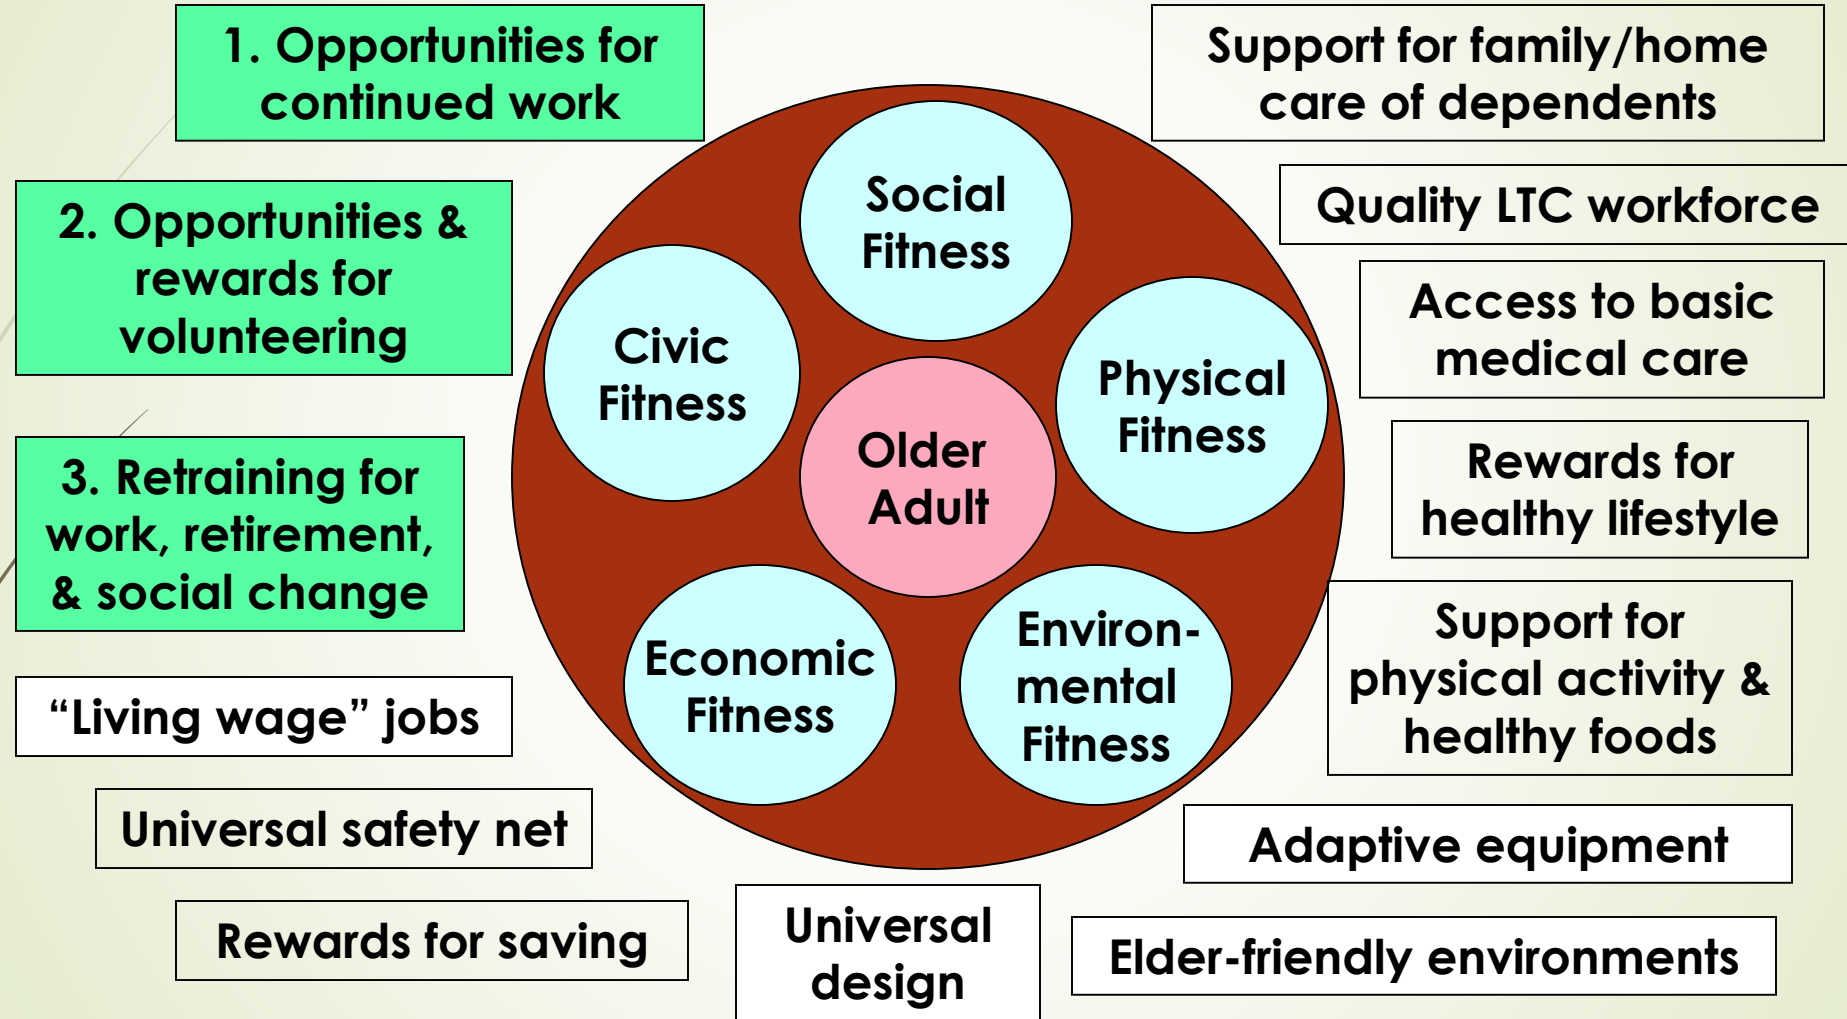 1. Opportunities for
continued work
2. Opportunities &
rewards for
volunteering
3. Retraining for
work, retirement,
& social change
“Living wage” jobs
Universal safety net
Rewards for saving
Social
Fitness
Civic
Fitness
Physical
Fitness
Older
Adult
Economic
Fitness
Environ-
mental
Fitness
Universal
design
Support for family/home
care of dependents
Quality LTC workforce
Access to basic
medical care
Rewards for
healthy lifestyle
Support for
physical activity &
healthy foods
Adaptive equipment
Elder-friendly environments